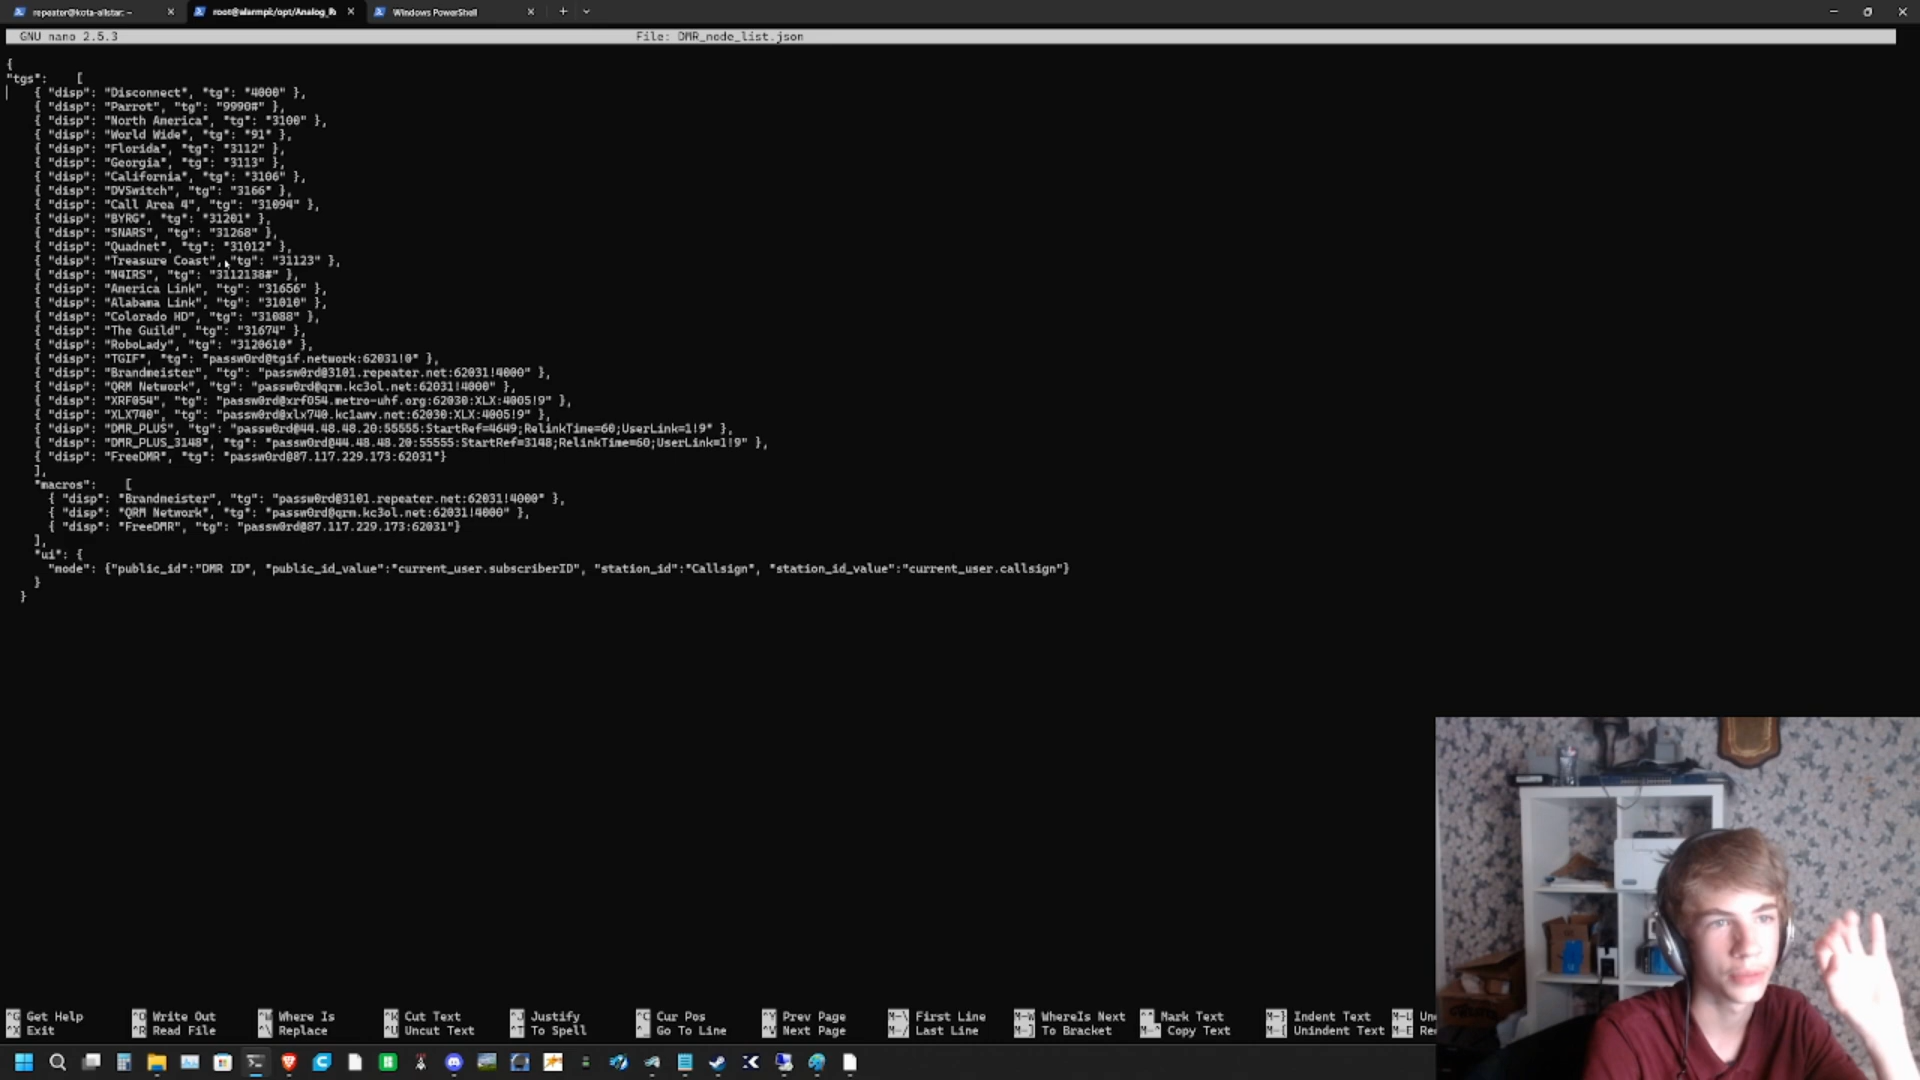 repeater@kota-allstar: ~
root@alarmpi:/opt/Analog_R
Windows PowerShell
GNU nano 2.5.3
File: DMR_node_list.json
{
"tgs": [
{ "disp": "Disconnect", "tg": "4000" },
{ "disp": "Parrot", "tg": "9990#" },
{ "disp": "North America", "tg": "3100" },
{ "disp": "World Wide", "tg": "91" },
{ "disp": "Florida", "tg": "3112" },
{ "disp": "Georgia", "tg": "3113" },
{ "disp": "California", "tg": "3106" },
{ "disp": "DVSwitch", "tg": "3166" },
{ "disp": "Call Area 4", "tg": "31094" },
{ "disp": "BYRG", "tg": "31201" },
{ "disp": "SNARS", "tg": "31268" },
{ "disp": "Quadnet", "tg": "31012" },
{ "disp": "Treasure Coast", "tg": "31123" },
{ "disp": "N4IRS", "tg": "3112138#" },
{ "disp": "America Link", "tg": "31656" },
{ "disp": "Alabama Link", "tg": "31010" },
{ "disp": "Colorado HD", "tg": "31088" },
{ "disp": "The Guild", "tg": "31674" },
{ "disp": "RoboLady", "tg": "3120610" },
{ "disp": "TGIF", "tg": "passw0rd@tgif.network:62031!0" },
{ "disp": "Brandmeister", "tg": "passw0rd@3101.repeater.net:62031!4000" },
{ "disp": "QRM Network", "tg": "passw0rd@qrm.kc3ol.net:62031!4000" },
{ "disp": "XRF054", "tg": "passw0rd@xrf054.metro-uhf.org:62030:XLX:4005!9" },
{ "disp": "XLX740", "tg": "passw0rd@xlx740.kc1awv.net:62030:XLX:4005!9" },
{ "disp": "DMR_PLUS", "tg": "passw0rd@44.48.48.20:55555:StartRef=4649;RelinkTime=60;UserLink=1!9" },
{ "disp": "DMR_PLUS_3148", "tg": "passw0rd@44.48.48.20:55555:StartRef=3148;RelinkTime=60;UserLink=1!9" },
{ "disp": "FreeDMR", "tg": "passw0rd@87.117.229.173:62031"}
],
"macros": [
{ "disp": "Brandmeister", "tg": "passw0rd@3101.repeater.net:62031!4000" },
{ "disp": "QRM Network", "tg": "passw0rd@qrm.kc3ol.net:62031!4000" },
{ "disp": "FreeDMR", "tg": "passw0rd@87.117.229.173:62031"}
],
"ui": {
"mode": {"public_id":"DMR ID", "public_id_value":"current_user.subscriberID", "station_id":"Callsign", "station_id_value":"current_user.callsign"}
}
}
^G Get Help ^O Write Out ^W Where Is ^K Cut Text ^J Justify ^C Cur Pos ^Y Prev Page M-\ First Line M-W WhereIs Next ^^ Mark Text M-} Indent Text M-U Un
^X Exit ^R Read File ^\ Replace ^U Uncut Text ^T To Spell ^_ Go To Line ^V Next Page M-/ Last Line M-] To Bracket M-^ Copy Text M-{ Unindent Text M-E Re